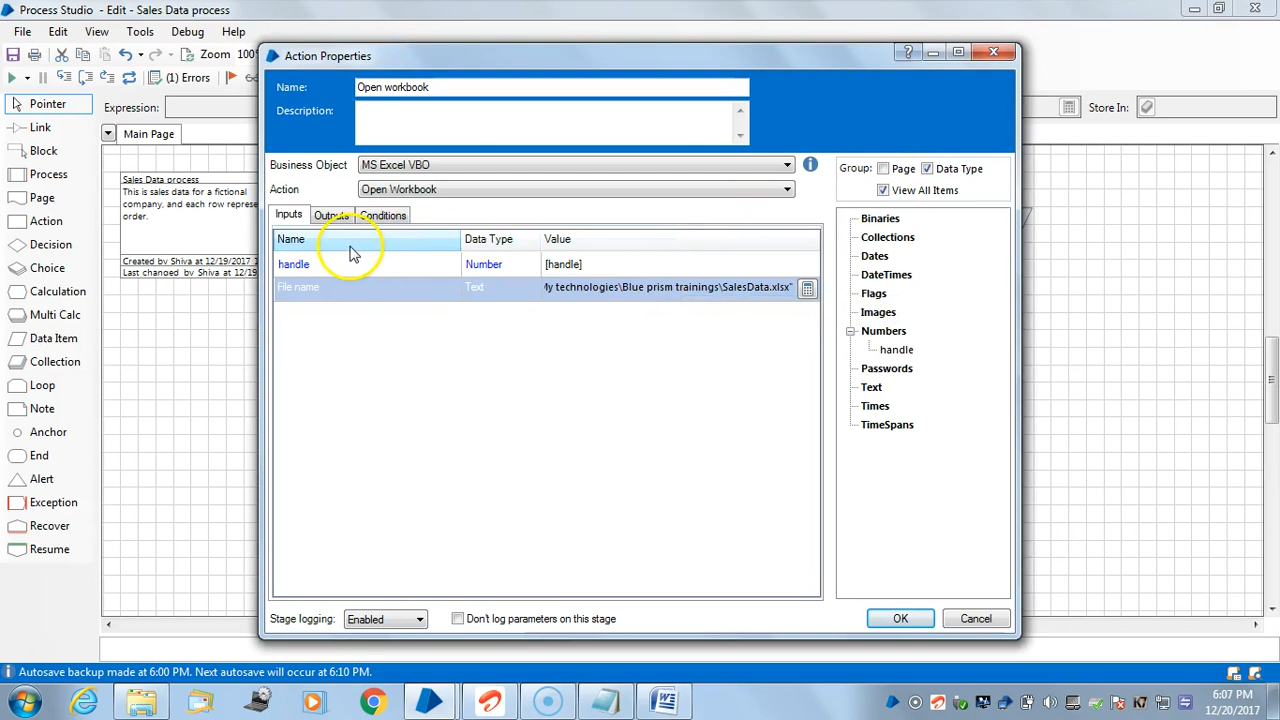 Process Studio - Edit - Sales Data process
File Edit View Tools Debug Help
Zoom 100
(1) Errors
Expression:
Store In:
Main Page
Pointer
Link
Block
Process
Page
Action
Decision
Choice
Calculation
Multi Calc
Data Item
Collection
Loop
Note
Anchor
End
Alert
Exception
Recover
Resume
Sales Data process
This is sales data for a fictional
company, and each row repres
order.
Created by Shiva at 12/19/2017
Last changed by Shiva at 12/19
Action Properties
Name: Open workbook
Description:
Business Object MS Excel VBO
Action Open Workbook
Inputs Outputs Conditions
Name Data Type Value
handle Number [handle]
File name Text My technologies\Blue prism trainings\SalesData.xlsx"
Group: Page Data Type
View All Items
Binaries
Collections
Dates
DateTimes
Flags
Images
Numbers
handle
Passwords
Text
Times
TimeSpans
Stage logging: Enabled Don't log parameters on this stage
OK Cancel
Autosave backup made at 6:00 PM. Next autosave will occur at 6:10 PM.
6:07 PM
12/20/2017